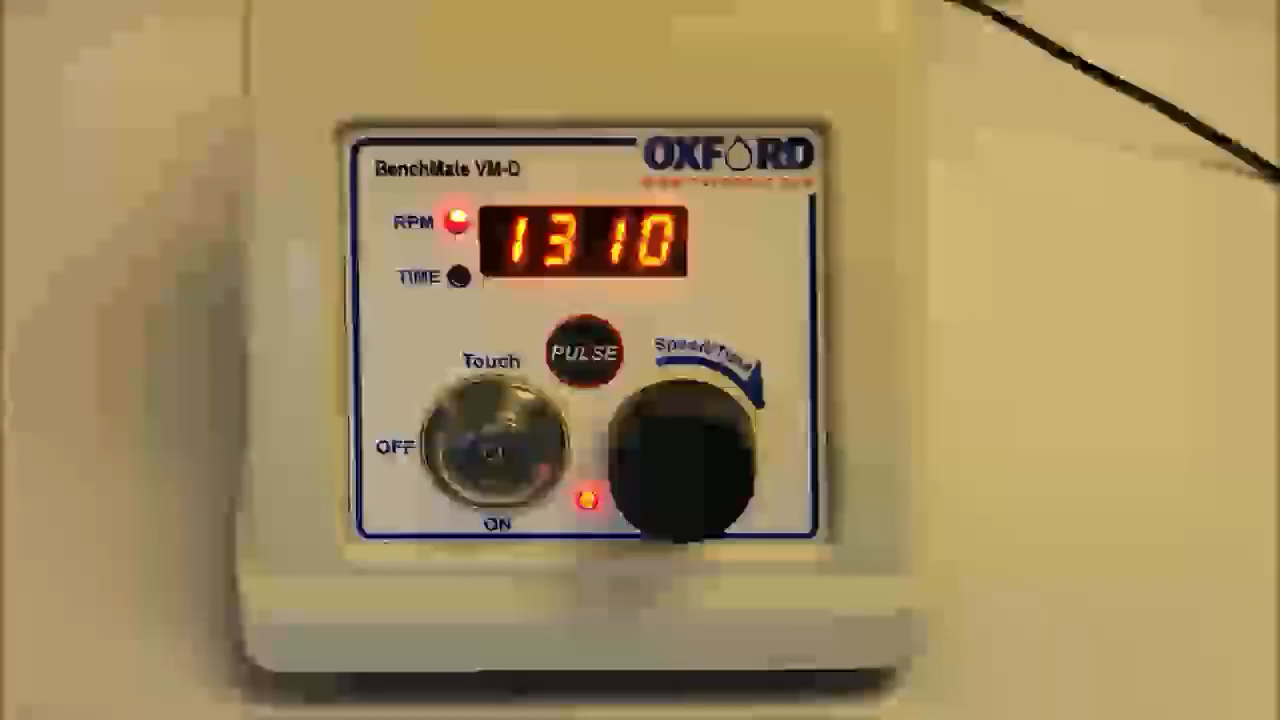 OXFORD
BenchMate VM-D
RPM
1310
TIME
PULSE
Speed/Time
Touch
OFF
ON